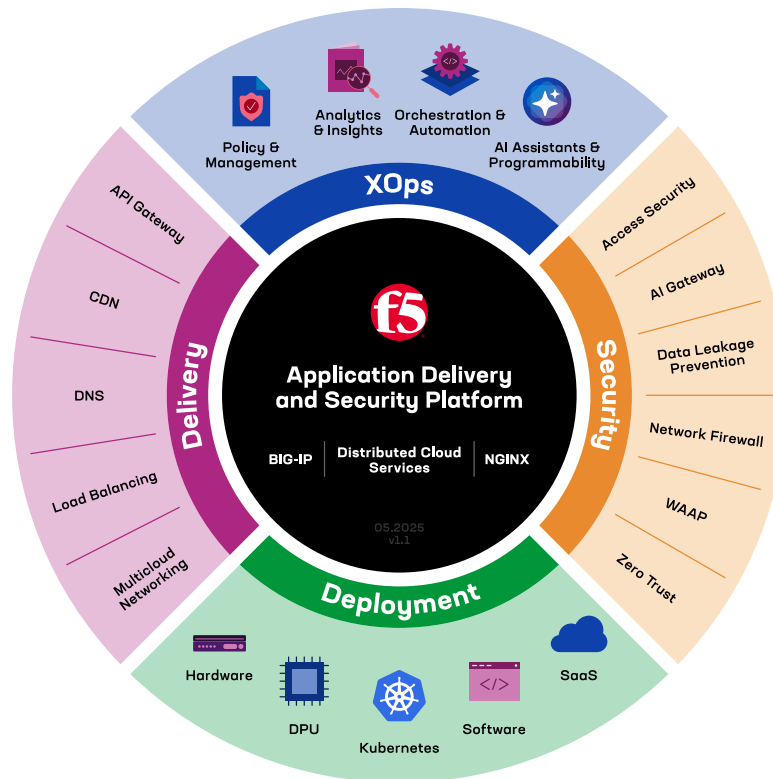 Policy &
Management
Analytics
& Insights
Orchestration &
Automation
</>
AI Assistants &
Programmability
XOps
API Gateway
CDN
DNS
Load Balancing
Multicloud
Networking
Delivery
f5
Application Delivery
and Security Platform
BIG-IP
Distributed Cloud
Services
NGINX
05.2025
v1.1
Security
Access Security
AI Gateway
Data Leakage
Prevention
Network Firewall
WAAP
Zero Trust
Deployment
Hardware
DPU
Kubernetes
</>
Software
SaaS